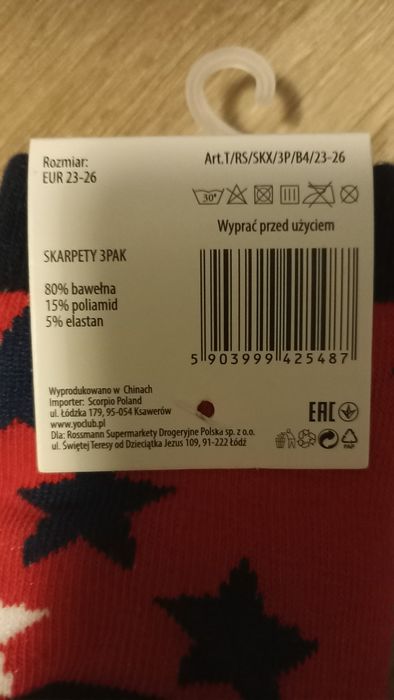 Rozmiar:
EUR 23-26
Art.T/RS/SKX/3P/B4/23-26
30°
Wyprać przed użyciem
SKARPETY 3PAK
80% bawełna
15% poliamid
5% elastan
5 903999 425487
Wyprodukowano w Chinach
Importer: Scorpio Poland
ul. Łódzka 179, 95-054 Ksawerów
www.yoclub.pl
Dla: Rossmann Supermarkety Drogeryjne Polska sp. z o.o.
ul. Świętej Teresy od Dzieciątka Jezus 109, 91-222 Łódź
EAC
PAP